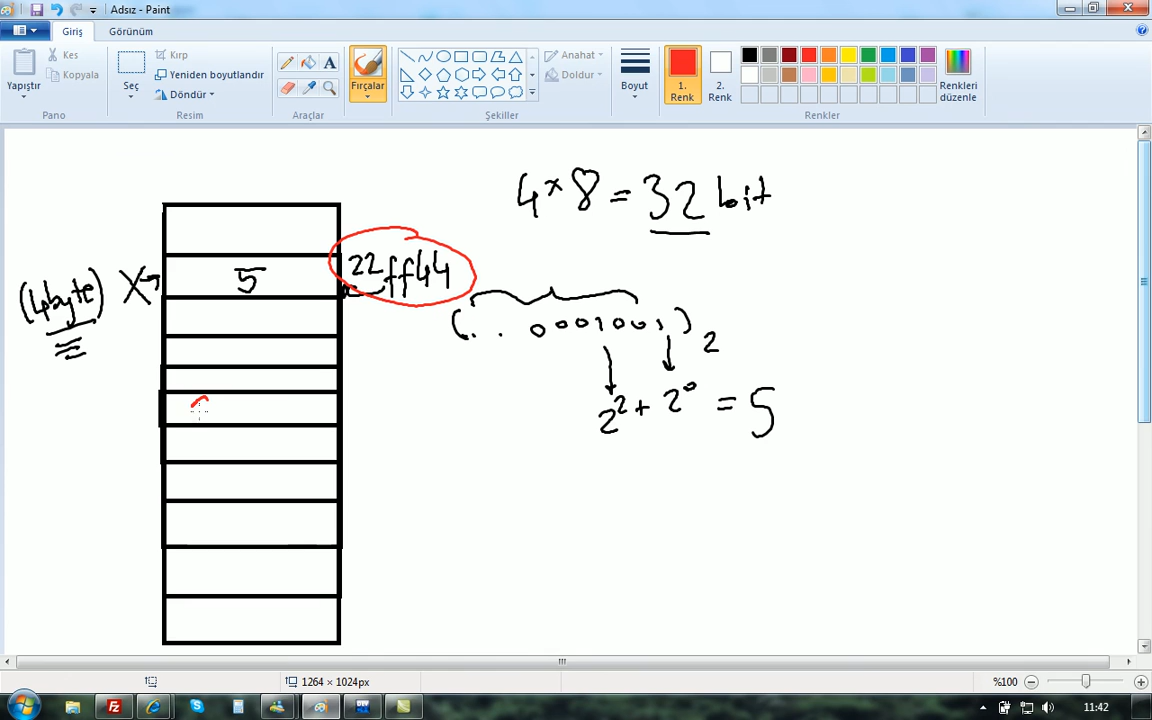 Adsız - Paint
Giriş
Görünüm
Yapıştır
Kes
Kopyala
Pano
Seç
Kırp
Yeniden boyutlandır
Döndür
Resim
A
Araçlar
Fırçalar
Anahat
Doldur
Şekiller
Boyut
1.
Renk
2.
Renk
Renkleri
düzenle
Renkler
4 x 8 = 32 bit
(4byte) X→ 5 22ff44
(. . 0001001)2
2² + 2⁰ = 5
1264 × 1024px
%100
11:42